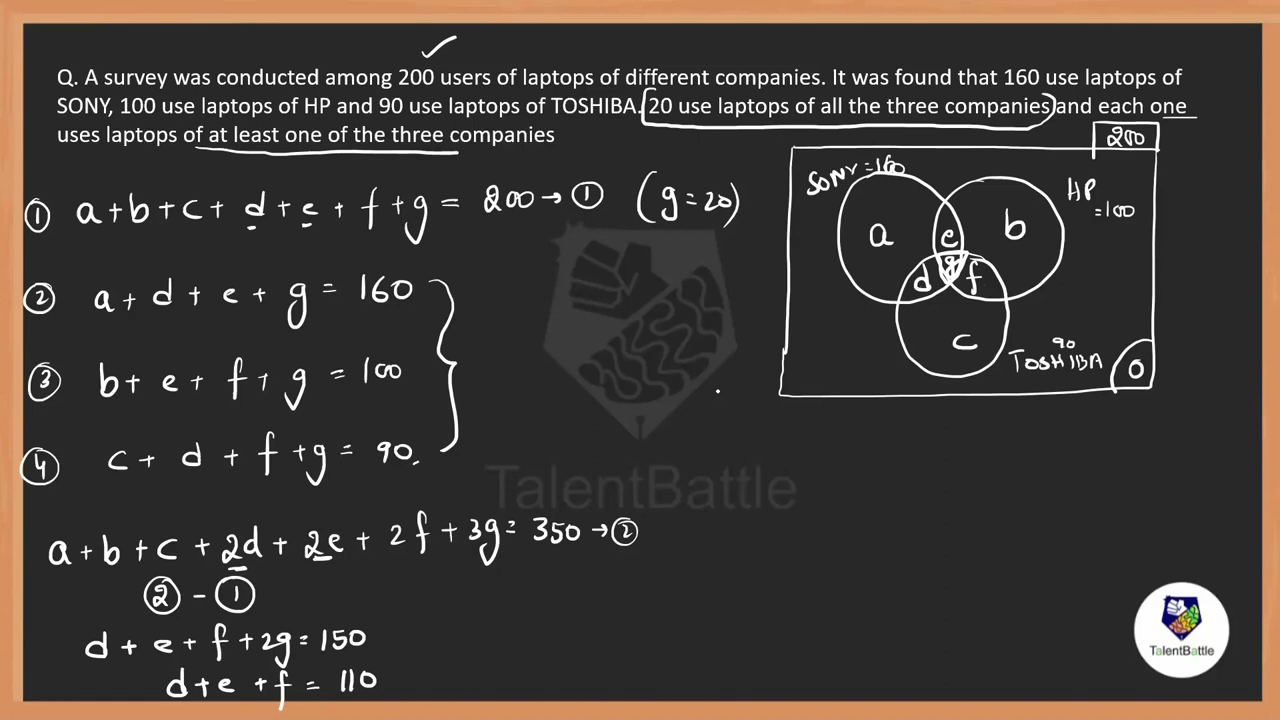 Q. A survey was conducted among 200 users of laptops of different companies. It was found that 160 use laptops of
SONY, 100 use laptops of HP and 90 use laptops of TOSHIBA. 20 use laptops of all the three companies and each one
uses laptops of at least one of the three companies
200
① a+b+c+d+e+f+g = 200 → ① (g=20)
② a+d+e+g = 160
③ b+e+f+g = 100
④ c+d+f+g = 90.
a+b+c+2d+2e+2f+3g = 350 → ②
② - ①
d+e+f+2g = 150
d+e+f = 110
SONY = 160
HP
= 100
a
e
b
d
g
f
c
90
TOSHIBA
0
TalentBattle
TalentBattle